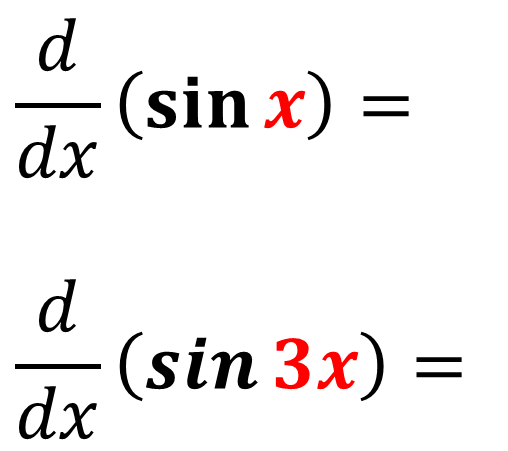 d/dx (sin x) =
d/dx (sin 3x) =